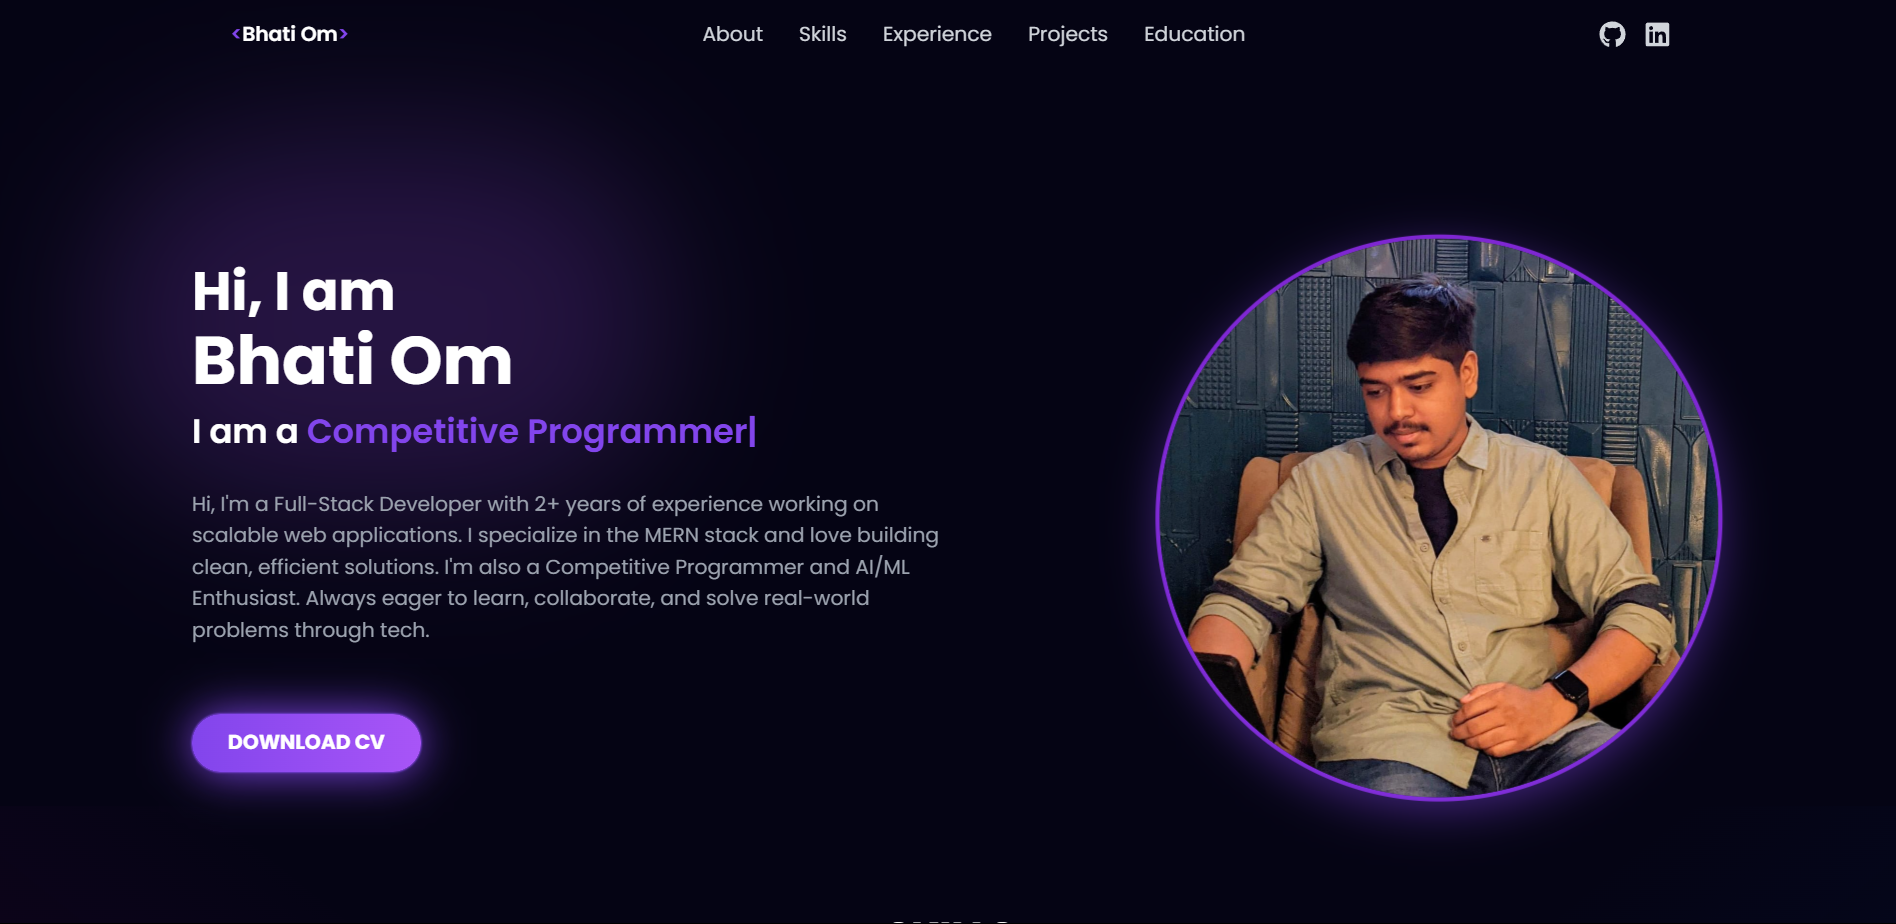 <Bhati Om>
About Skills Experience Projects Education
Hi, I am
Bhati Om
I am a Competitive Programmer|
Hi, I'm a Full-Stack Developer with 2+ years of experience working on
scalable web applications. I specialize in the MERN stack and love building
clean, efficient solutions. I'm also a Competitive Programmer and AI/ML
Enthusiast. Always eager to learn, collaborate, and solve real-world
problems through tech.
DOWNLOAD CV